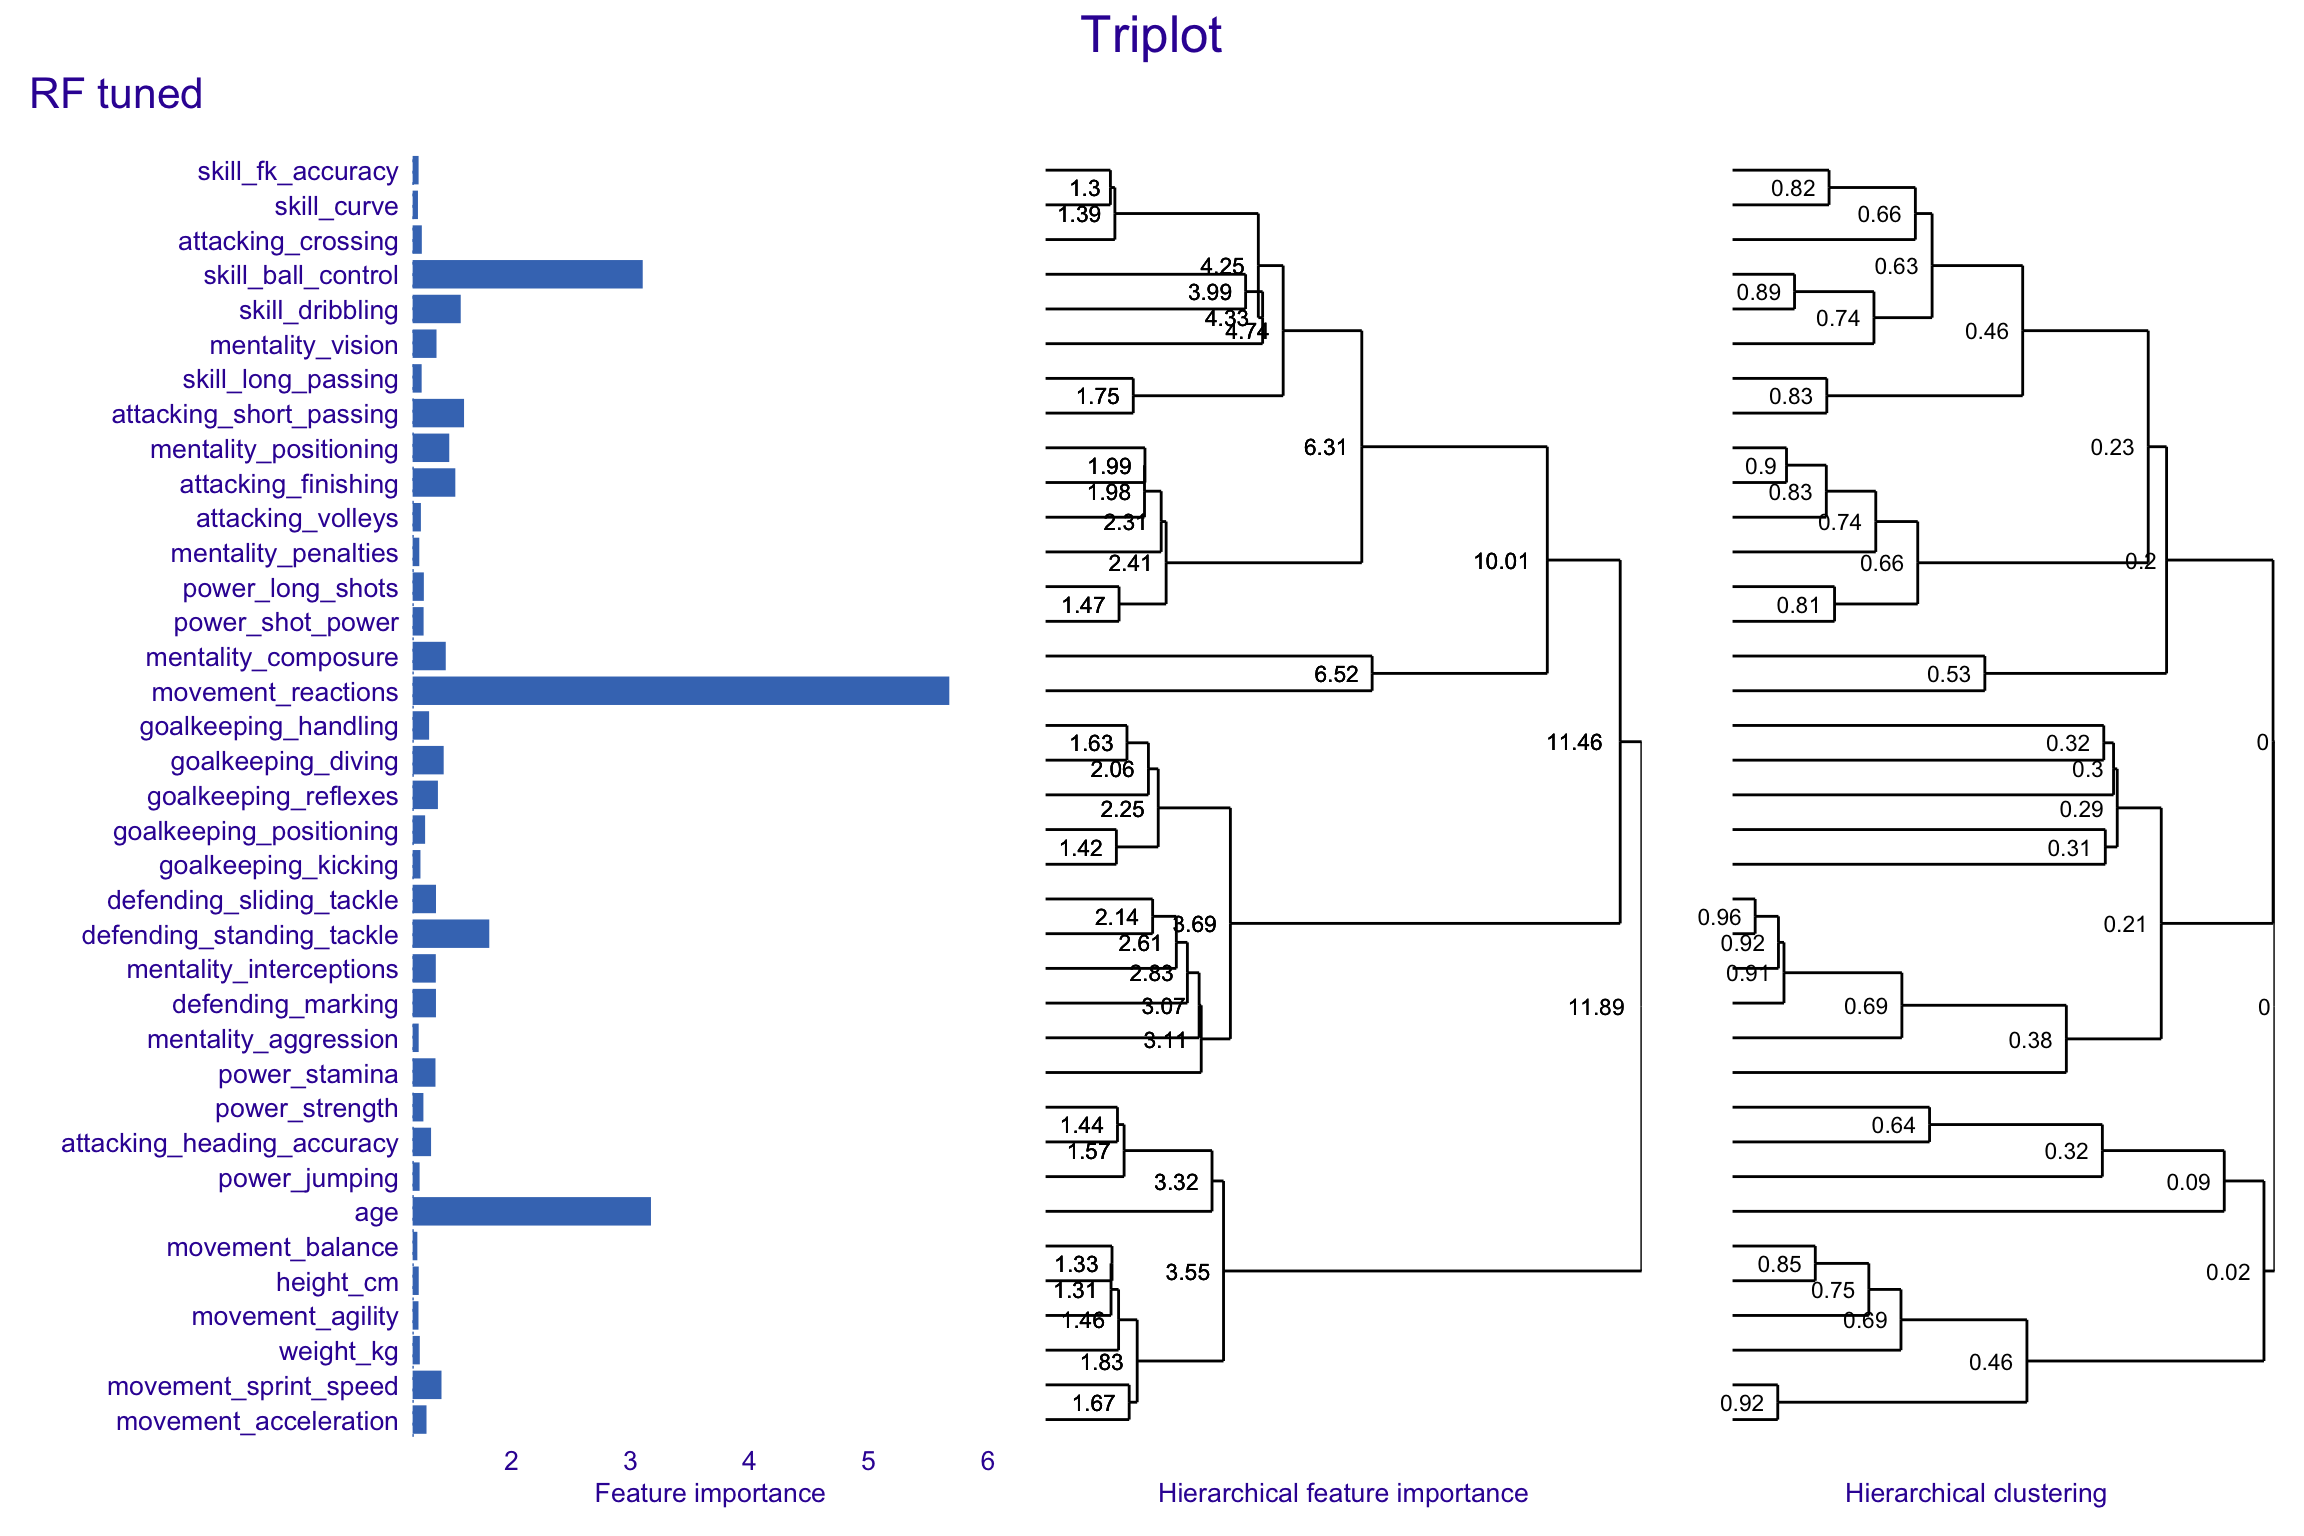 Triplot
RF tuned
skill_fk_accuracy
skill_curve
attacking_crossing
skill_ball_control
skill_dribbling
mentality_vision
skill_long_passing
attacking_short_passing
mentality_positioning
attacking_finishing
attacking_volleys
mentality_penalties
power_long_shots
power_shot_power
mentality_composure
movement_reactions
goalkeeping_handling
goalkeeping_diving
goalkeeping_reflexes
goalkeeping_positioning
goalkeeping_kicking
defending_sliding_tackle
defending_standing_tackle
mentality_interceptions
defending_marking
mentality_aggression
power_stamina
power_strength
attacking_heading_accuracy
power_jumping
age
movement_balance
height_cm
movement_agility
weight_kg
movement_sprint_speed
movement_acceleration
2 3 4 5 6
Feature importance
1.3
1.39
4.25
3.99
4.33
4.74
1.75
6.31
1.99
1.98
2.31
2.41
10.01
1.47
6.52
1.63
11.46
2.06
2.25
1.42
2.14
3.69
2.61
2.83
3.07
11.89
3.11
1.44
1.57
3.32
1.33
3.55
1.31
1.46
1.83
1.67
Hierarchical feature importance
0.82
0.66
0.63
0.89
0.74
0.46
0.83
0.23
0.9
0.83
0.74
0.2
0.66
0.81
0.53
0.32
0
0.3
0.29
0.31
0.96
0.21
0.92
0.91
0.69
0
0.38
0.64
0.32
0.09
0.85
0.02
0.75
0.69
0.46
0.92
Hierarchical clustering